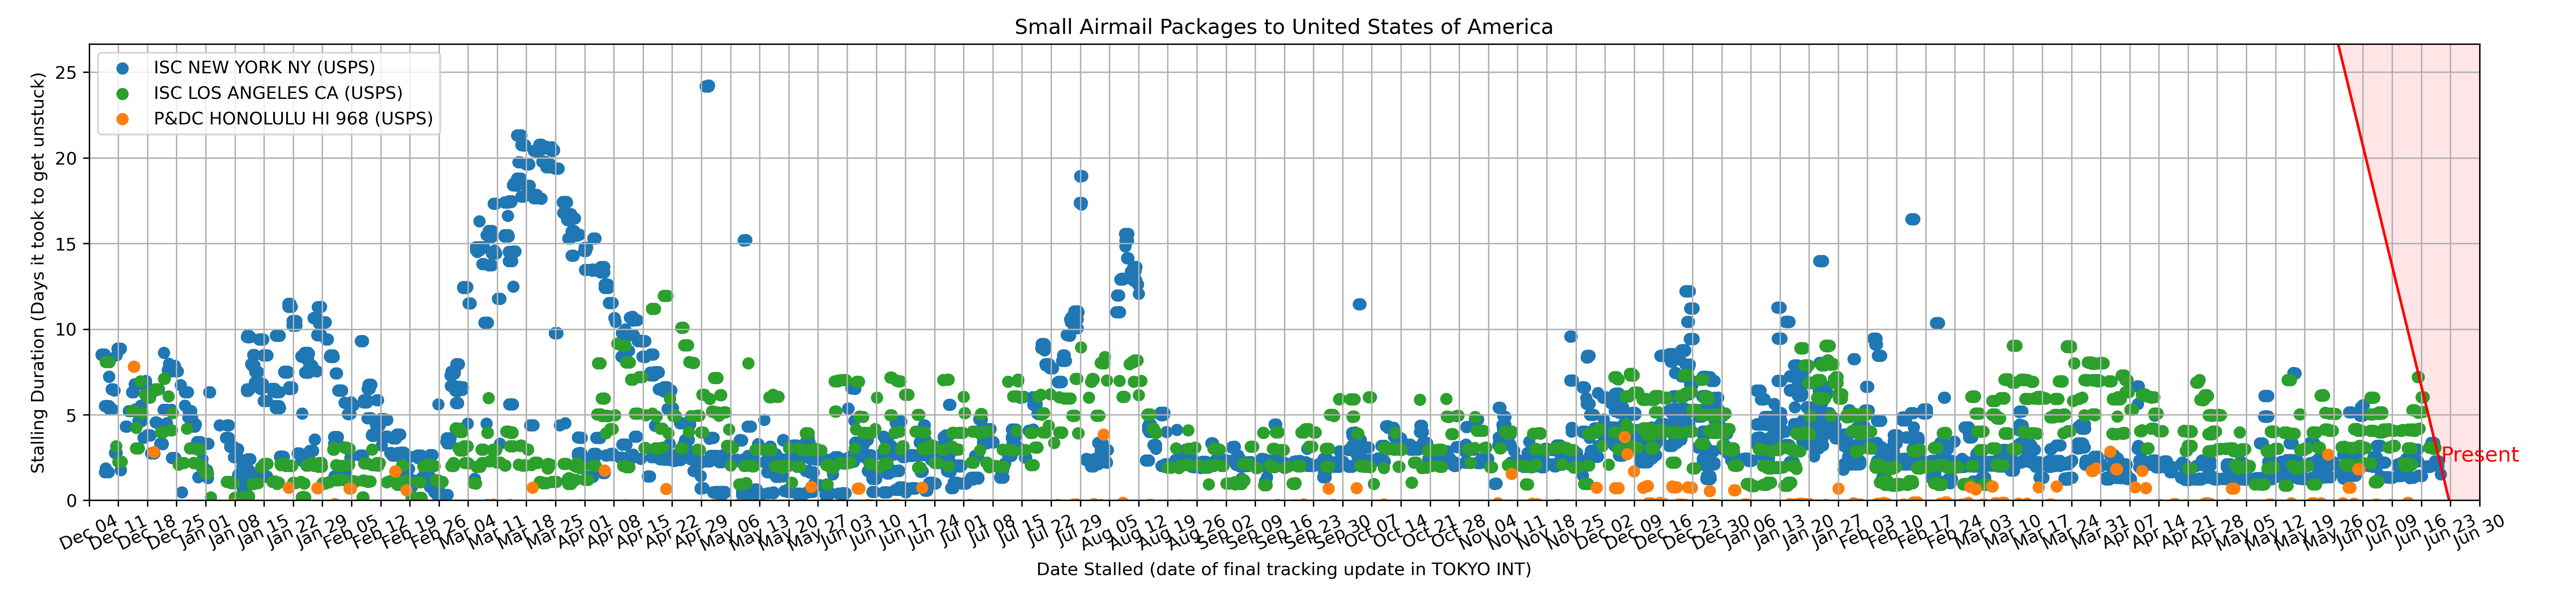 Small Airmail Packages to United States of America
ISC NEW YORK NY (USPS)
ISC LOS ANGELES CA (USPS)
P&DC HONOLULU HI 968 (USPS)
Stalling Duration (Days it took to get unstuck)
25
20
15
10
5
0
Present
Dec 04
Dec 11
Dec 18
Dec 25
Jan 01
Jan 08
Jan 15
Jan 22
Jan 29
Feb 05
Feb 12
Feb 19
Feb 26
Mar 04
Mar 11
Mar 18
Mar 25
Apr 01
Apr 08
Apr 15
Apr 22
Apr 29
May 06
May 13
May 20
May 27
Jun 03
Jun 10
Jun 17
Jun 24
Jul 01
Jul 08
Jul 15
Jul 22
Jul 29
Aug 05
Aug 12
Aug 19
Aug 26
Sep 02
Sep 09
Sep 16
Sep 23
Sep 30
Oct 07
Oct 14
Oct 21
Oct 28
Nov 04
Nov 11
Nov 18
Nov 25
Dec 02
Dec 09
Dec 16
Dec 23
Dec 30
Jan 06
Jan 13
Jan 20
Jan 27
Feb 03
Feb 10
Feb 17
Feb 24
Mar 03
Mar 10
Mar 17
Mar 24
Mar 31
Apr 07
Apr 14
Apr 21
Apr 28
May 05
May 12
May 19
May 26
Jun 02
Jun 09
Jun 16
Jun 23
Jun 30
Date Stalled (date of final tracking update in TOKYO INT)